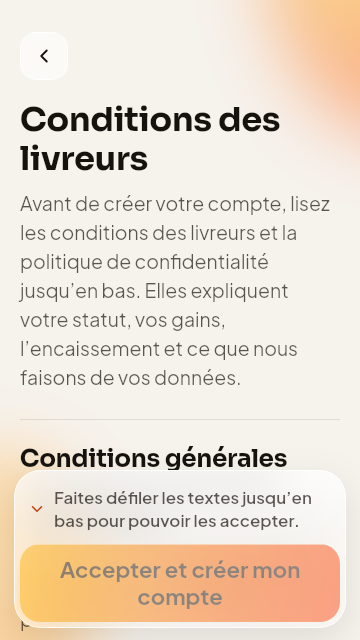 Conditions des
livreurs
Avant de créer votre compte, lisez
les conditions des livreurs et la
politique de confidentialité
jusqu’en bas. Elles expliquent
votre statut, vos gains,
l’encaissement et ce que nous
faisons de vos données.
Conditions générales
Faites défiler les textes jusqu’en
bas pour pouvoir les accepter.
Accepter et créer mon
compte